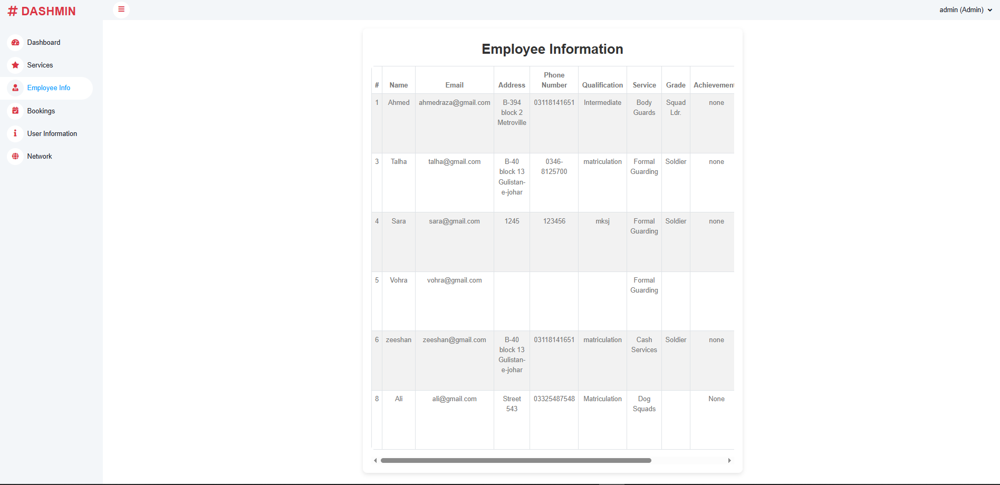 # DASHMIN
admin (Admin)
Dashboard
Services
Employee Info
Bookings
User Information
Network
Employee Information
# Name Email Address Phone Number Qualification Service Grade Achievement
1 Ahmed ahmedraza@gmail.com B-394 block 2 Metroville 03118141651 Intermediate Body Guards Squad Ldr. none
3 Talha talha@gmail.com B-40 block 13 Gulistan-e-johar 0346-8125700 matriculation Formal Guarding Soldier none
4 Sara sara@gmail.com 1245 123456 mksj Formal Guarding Soldier none
5 Vohra vohra@gmail.com Formal Guarding
6 zeeshan zeeshan@gmail.com B-40 block 13 Gulistan-e-johar 03118141651 matriculation Cash Services Soldier none
8 Ali ali@gmail.com Street 543 03325487548 Matriculation Dog Squads None